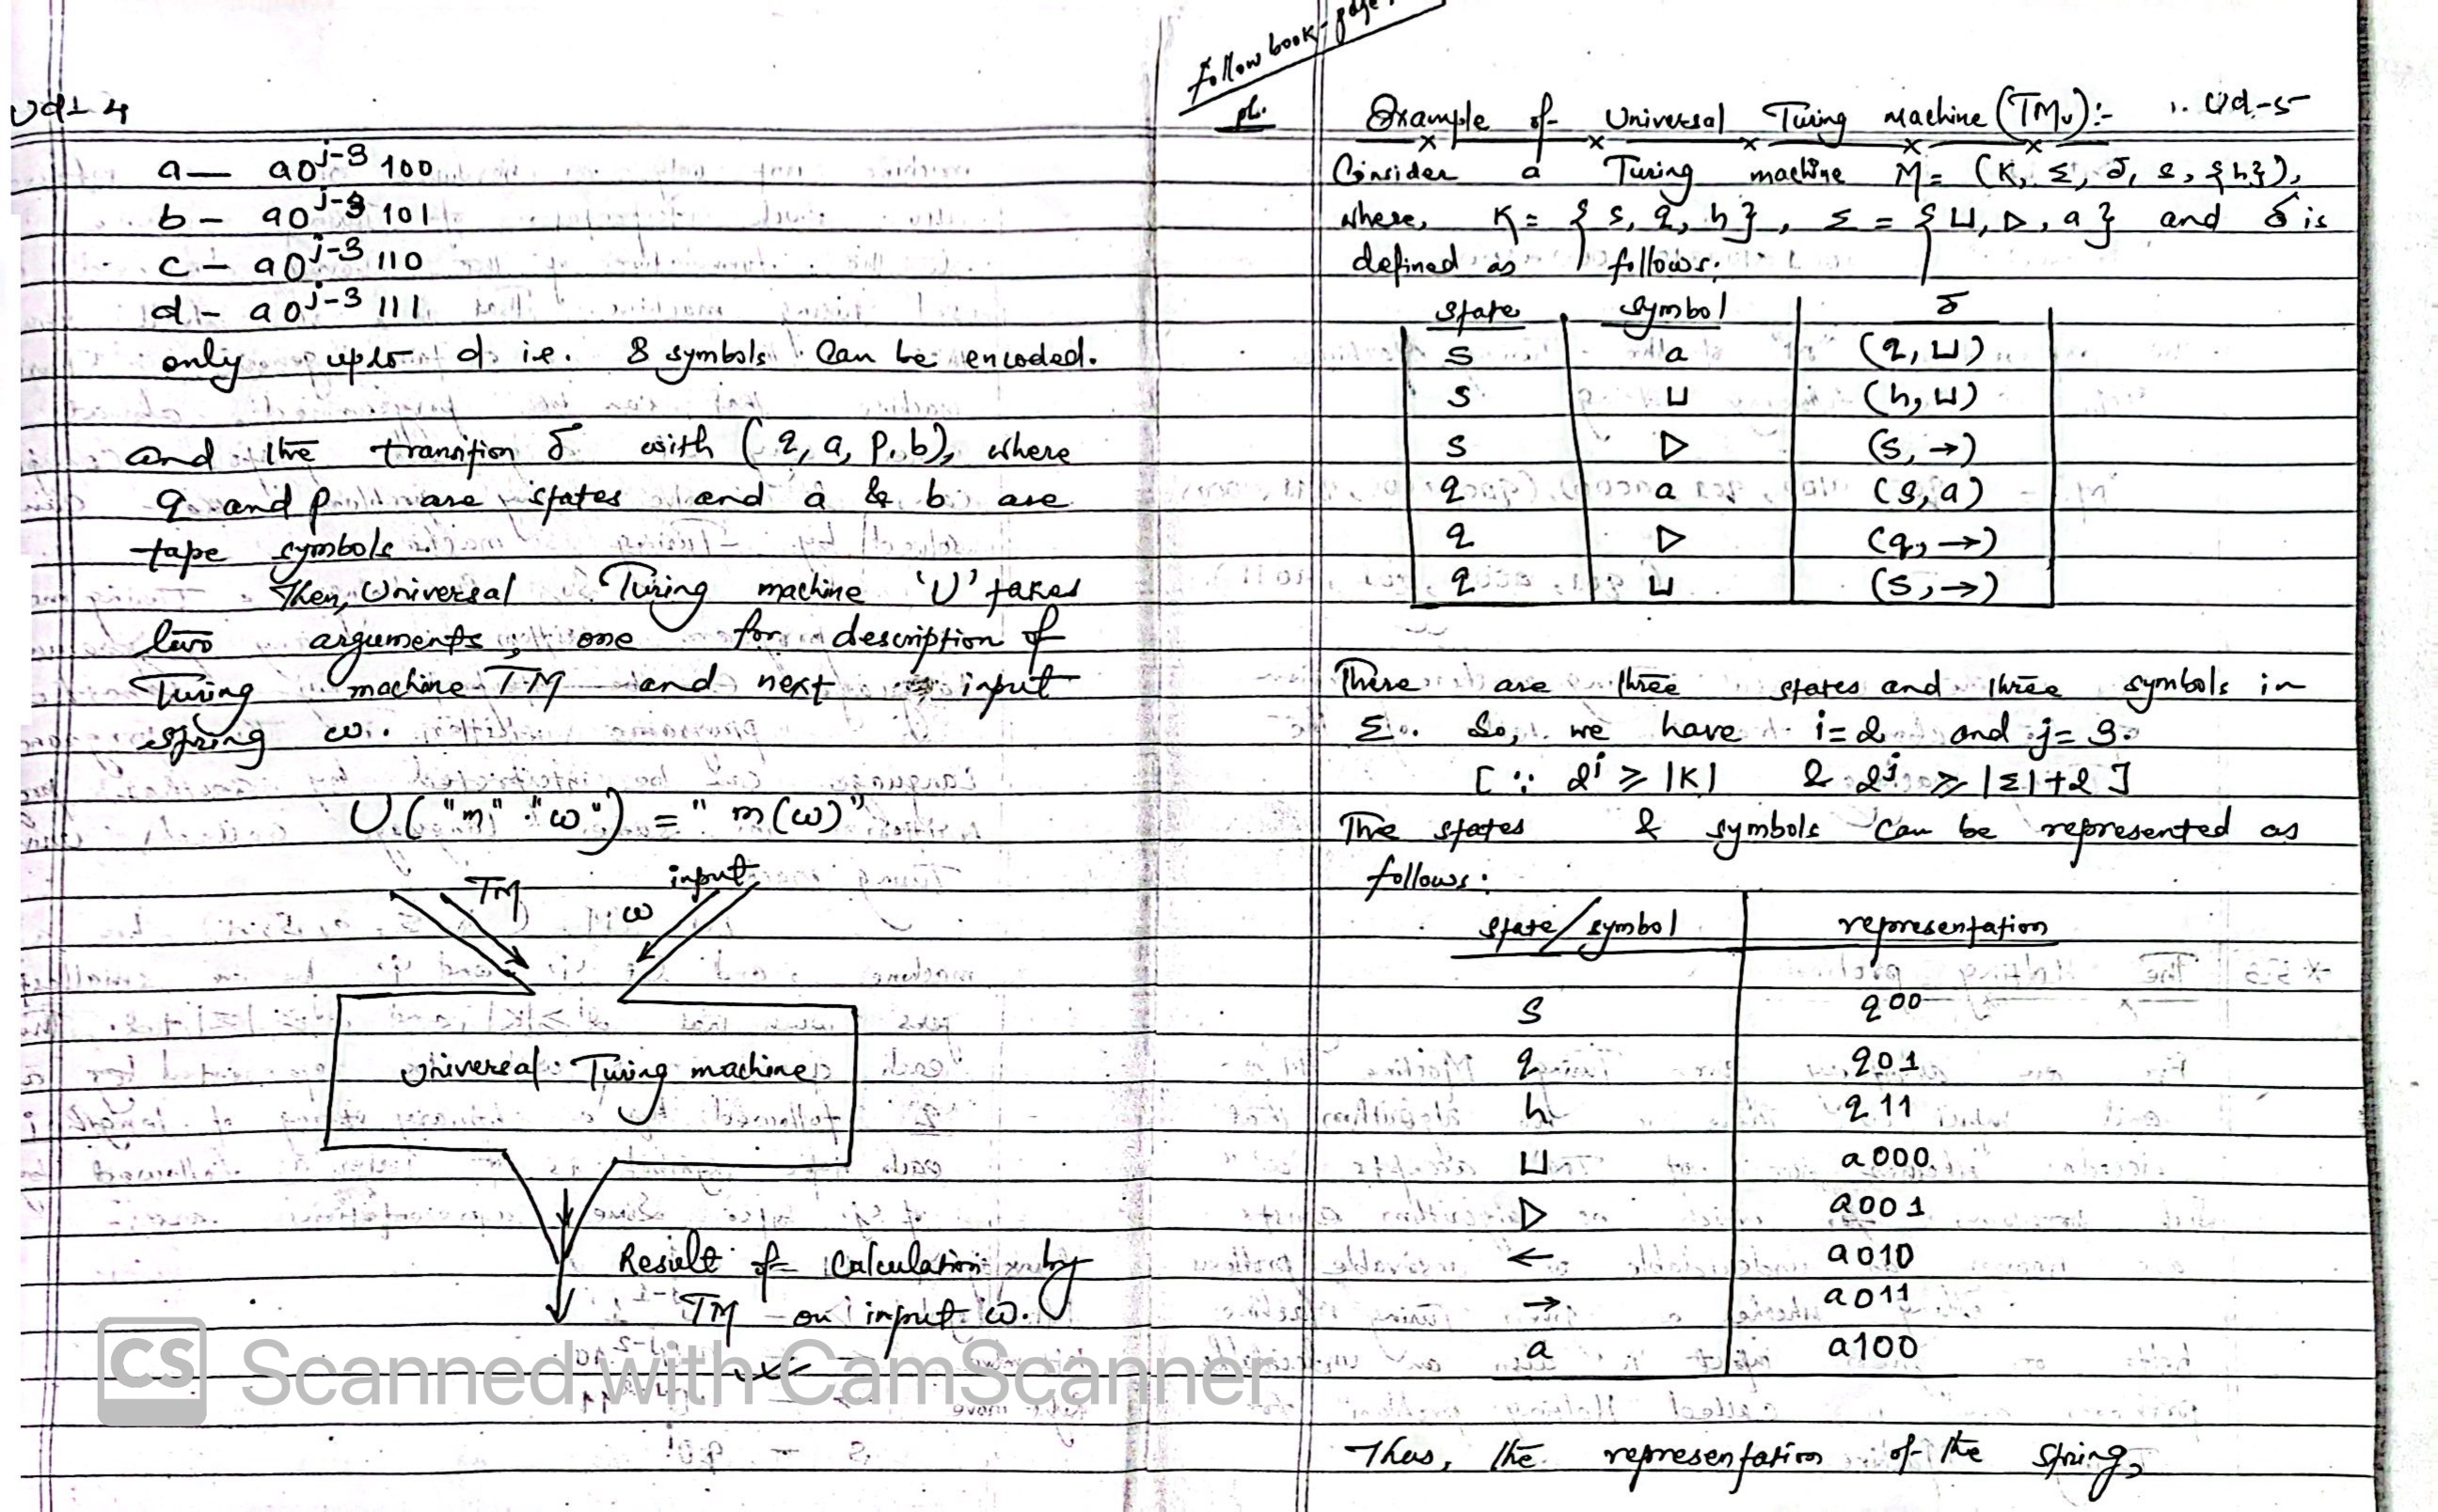 Ud- 4
a — a0^{j-3} 100
b – a0^{j-3} 101
c – a0^{j-3} 110
d – a0^{j-3} 111
only upto d i.e. 8 symbols can be encoded.
and the transition δ with (q, a, p, b), where
q and p are states and a & b are
tape symbols.
Then, Universal Turing machine 'U' takes
two arguments, one for description of
Turing machine TM and next input
string ω.
U("m" "ω") = "m(ω)"
TM input
ω
Universal Turing machine
Result of calculation by
TM on input ω.
CS Scanned with CamScanner
Follow book-page
Example of Universal Turing machine (TMu):- Ud-5
Consider a Turing machine M = (K, Σ, δ, s, {h}),
where, K = {s, q, h}, Σ = {⊔, ▷, a} and δ is
defined as follows:
state symbol δ
s a (q, ⊔)
s ⊔ (h, ⊔)
s ▷ (s, →)
q a (s, a)
q ▷ (q, →)
q ⊔ (s, →)
There are three states and three symbols in
Σ. So, we have i=2 and j=3.
[∵ 2^i ≥ |K| & 2^j ≥ |Σ|+2]
The states & symbols can be represented as
follows:
state/symbol representation
s q00
q q01
h q11
⊔ a000
▷ a001
← a010
→ a011
a a100
Thus, the representation of the string,